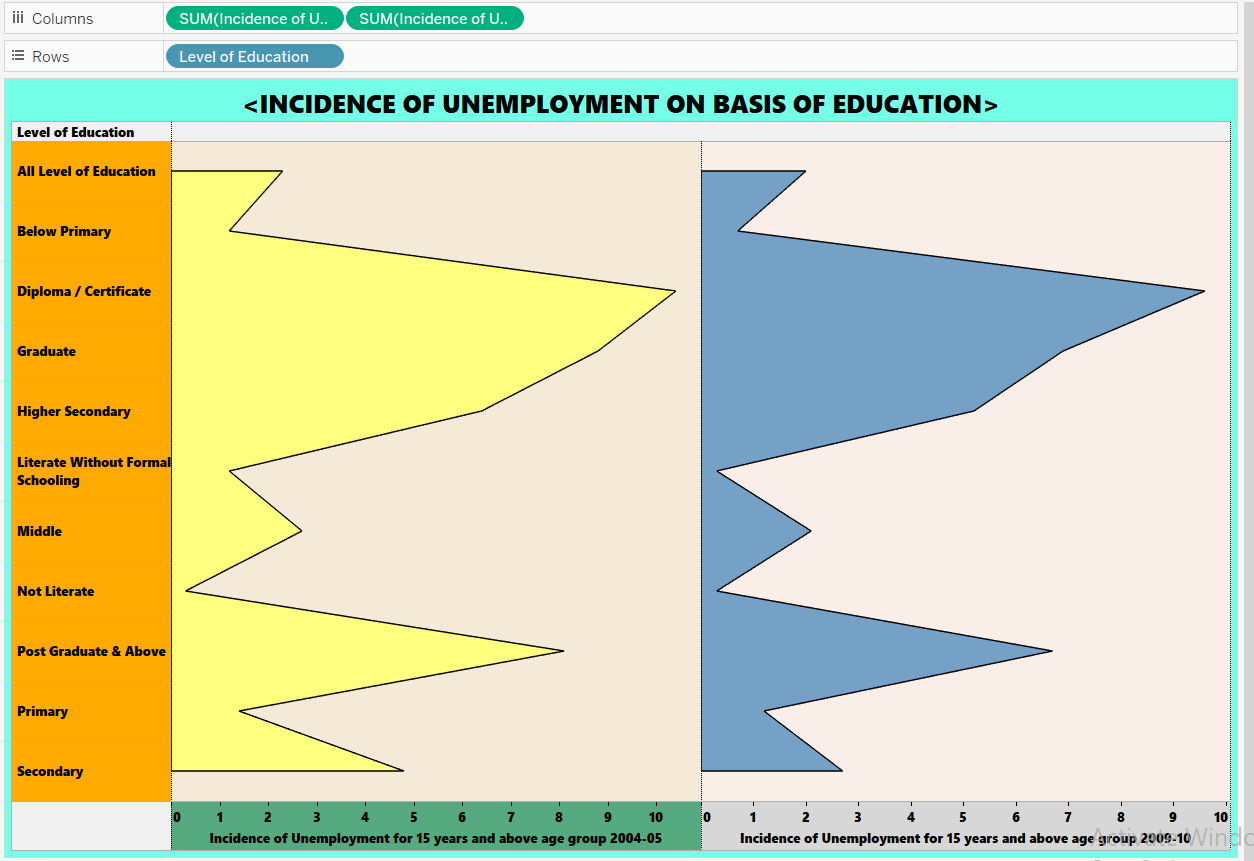 Columns SUM(Incidence of U.. SUM(Incidence of U..
Rows Level of Education
<INCIDENCE OF UNEMPLOYMENT ON BASIS OF EDUCATION>
Level of Education
All Level of Education
Below Primary
Diploma / Certificate
Graduate
Higher Secondary
Literate Without Formal
Schooling
Middle
Not Literate
Post Graduate & Above
Primary
Secondary
0 1 2 3 4 5 6 7 8 9 10 0 1 2 3 4 5 6 7 8 9 10
Incidence of Unemployment for 15 years and above age group 2004-05 Incidence of Unemployment for 15 years and above age group 2009-10
Activate Windo